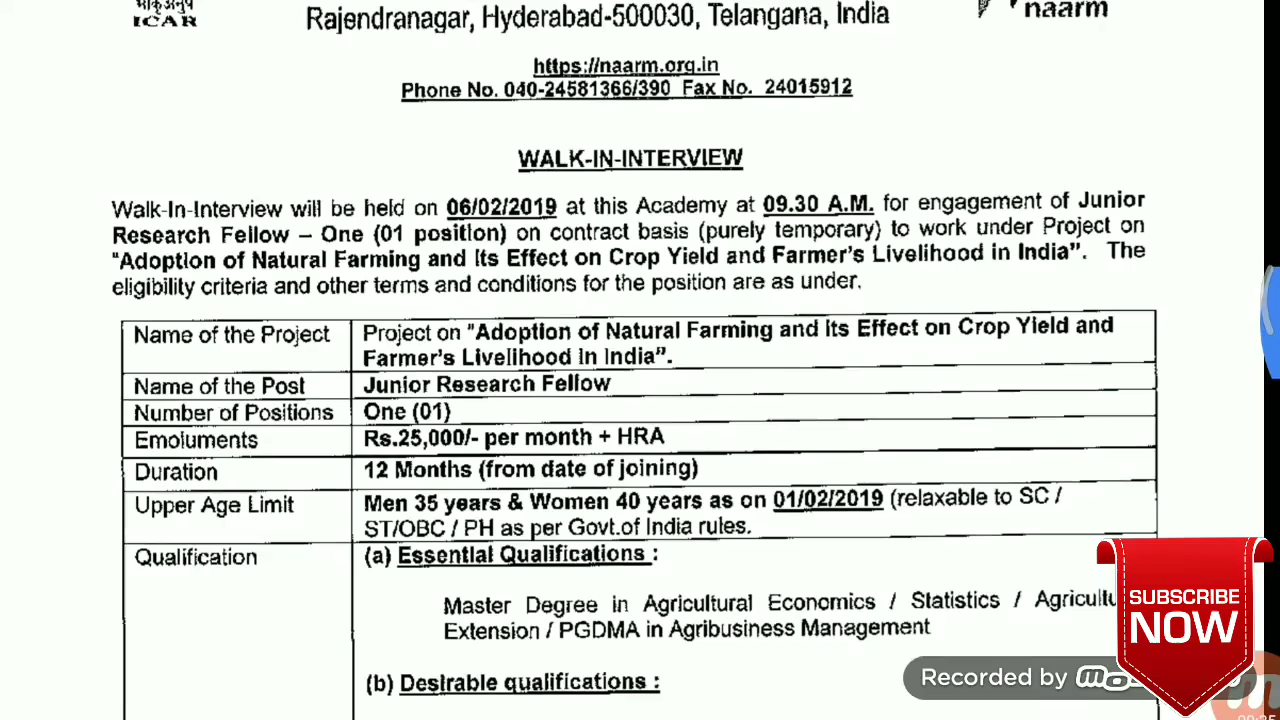 ICAR
Rajendranagar, Hyderabad-500030, Telangana, India
naarm
https://naarm.org.in
Phone No. 040-24581366/390 Fax No. 24015912
WALK-IN-INTERVIEW
Walk-In-Interview will be held on 06/02/2019 at this Academy at 09.30 A.M. for engagement of Junior
Research Fellow – One (01 position) on contract basis (purely temporary) to work under Project on
"Adoption of Natural Farming and Its Effect on Crop Yield and Farmer's Livelihood in India". The
eligibility criteria and other terms and conditions for the position are as under.
Name of the Project
Project on "Adoption of Natural Farming and Its Effect on Crop Yield and
Farmer's Livelihood in India".
Name of the Post
Junior Research Fellow
Number of Positions
One (01)
Emoluments
Rs.25,000/- per month + HRA
Duration
12 Months (from date of joining)
Upper Age Limit
Men 35 years & Women 40 years as on 01/02/2019 (relaxable to SC /
ST/OBC / PH as per Govt.of India rules.
Qualification
(a) Essential Qualifications :
Master Degree in Agricultural Economics / Statistics /
Extension / PGDMA in Agribusiness Management
(b) Desirable qualifications :
SUBSCRIBE
NOW
Recorded by